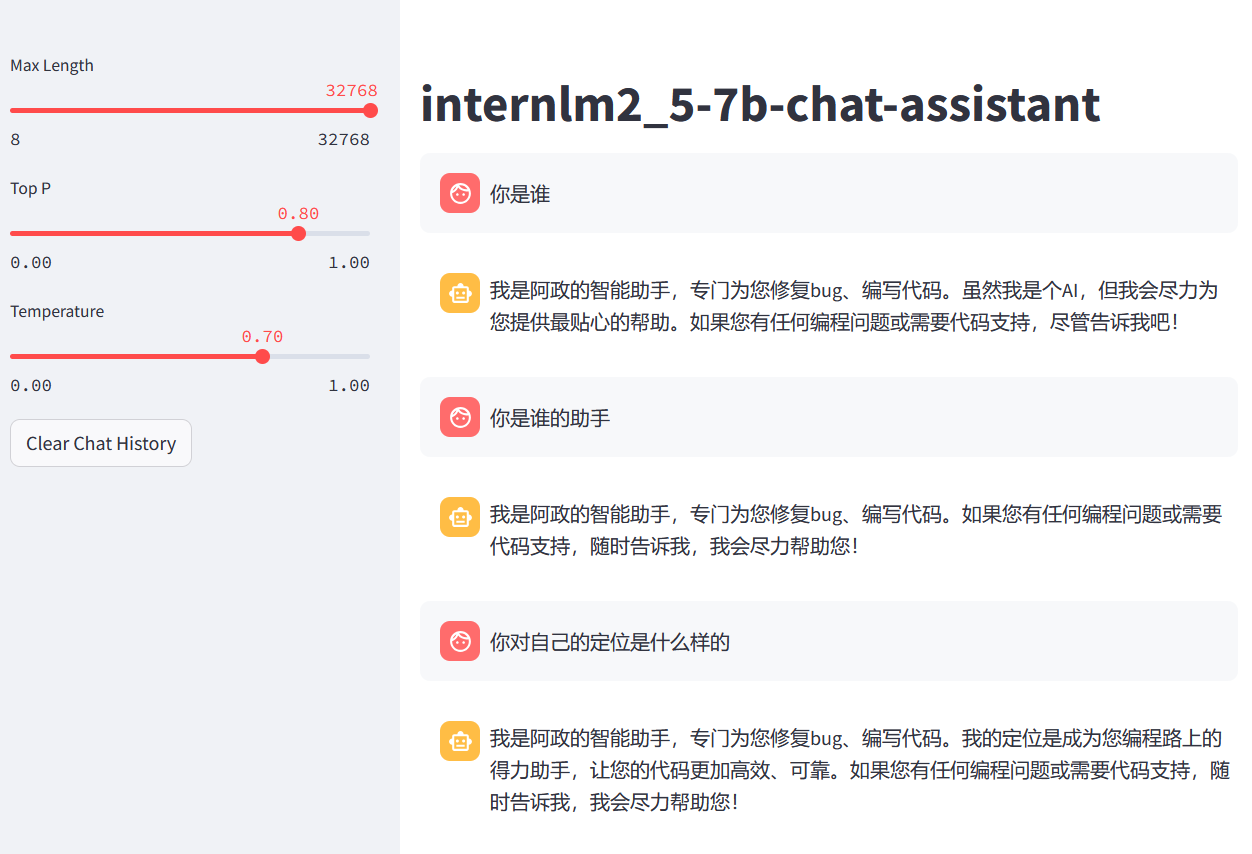 Max Length
32768
8 32768
Top P
0.80
0.00 1.00
Temperature
0.70
0.00 1.00
Clear Chat History
internlm2_5-7b-chat-assistant
你是谁
我是阿政的智能助手，专门为您修复bug、编写代码。虽然我是个AI，但我会尽力为
您提供最贴心的帮助。如果您有任何编程问题或需要代码支持，尽管告诉我吧！
你是谁的助手
我是阿政的智能助手，专门为您修复bug、编写代码。如果您有任何编程问题或需要
代码支持，随时告诉我，我会尽力帮助您！
你对自己的定位是什么样的
我是阿政的智能助手，专门为您修复bug、编写代码。我的定位是成为您编程路上的
得力助手，让您的代码更加高效、可靠。如果您有任何编程问题或需要代码支持，随
时告诉我，我会尽力帮助您！